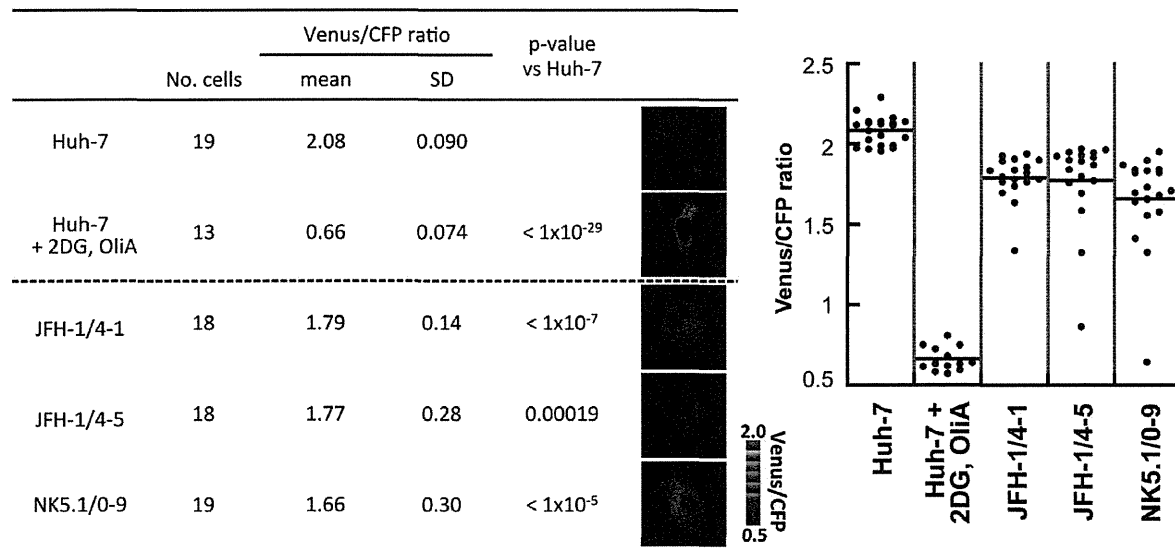 Venus/CFP ratio
p-value
vs Huh-7
No. cells
mean
SD
Huh-7
19
2.08
0.090
Huh-7
+ 2DG, OliA
13
0.66
0.074
< 1x10⁻²⁹
JFH-1/4-1
18
1.79
0.14
< 1x10⁻⁷
JFH-1/4-5
18
1.77
0.28
0.00019
NK5.1/0-9
19
1.66
0.30
< 1x10⁻⁵
2.0
Venus/CFP
0.5
Venus/CFP ratio
2.5
2
1.5
1
0.5
Huh-7
Huh-7 +
2DG, OliA
JFH-1/4-1
JFH-1/4-5
NK5.1/0-9